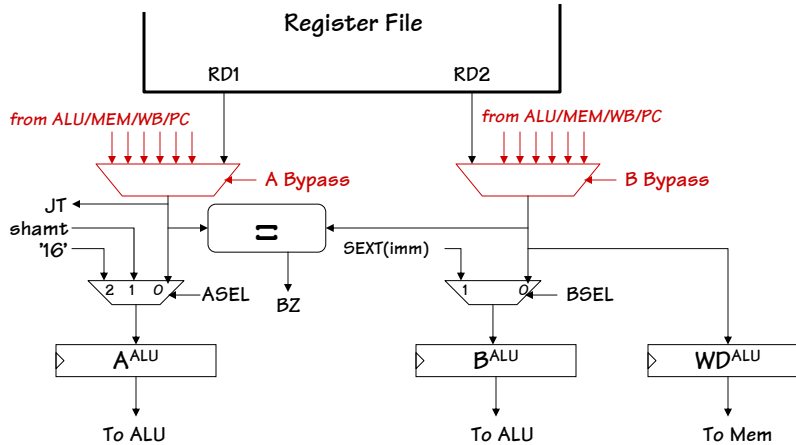 Register File
RD1 RD2
from ALU/MEM/WB/PC from ALU/MEM/WB/PC
A Bypass B Bypass
JT
shamt
'16' = SEXT(imm)
2 1 0 ASEL BZ 1 0 BSEL
A^ALU B^ALU WD^ALU
To ALU To ALU To Mem